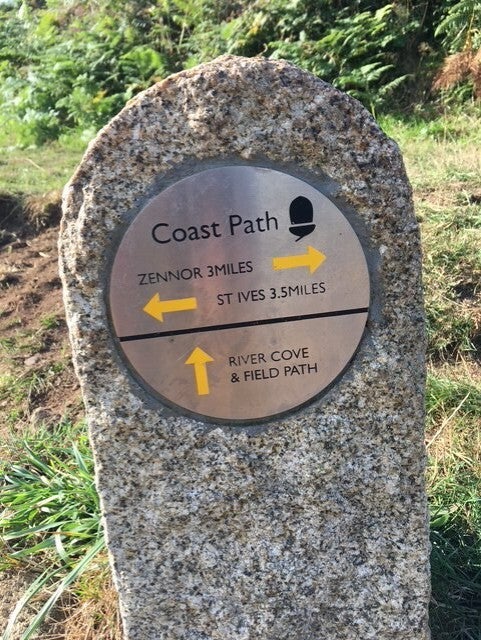 Coast Path
ZENNOR 3MILES
ST IVES 3.5MILES
RIVER COVE
& FIELD PATH